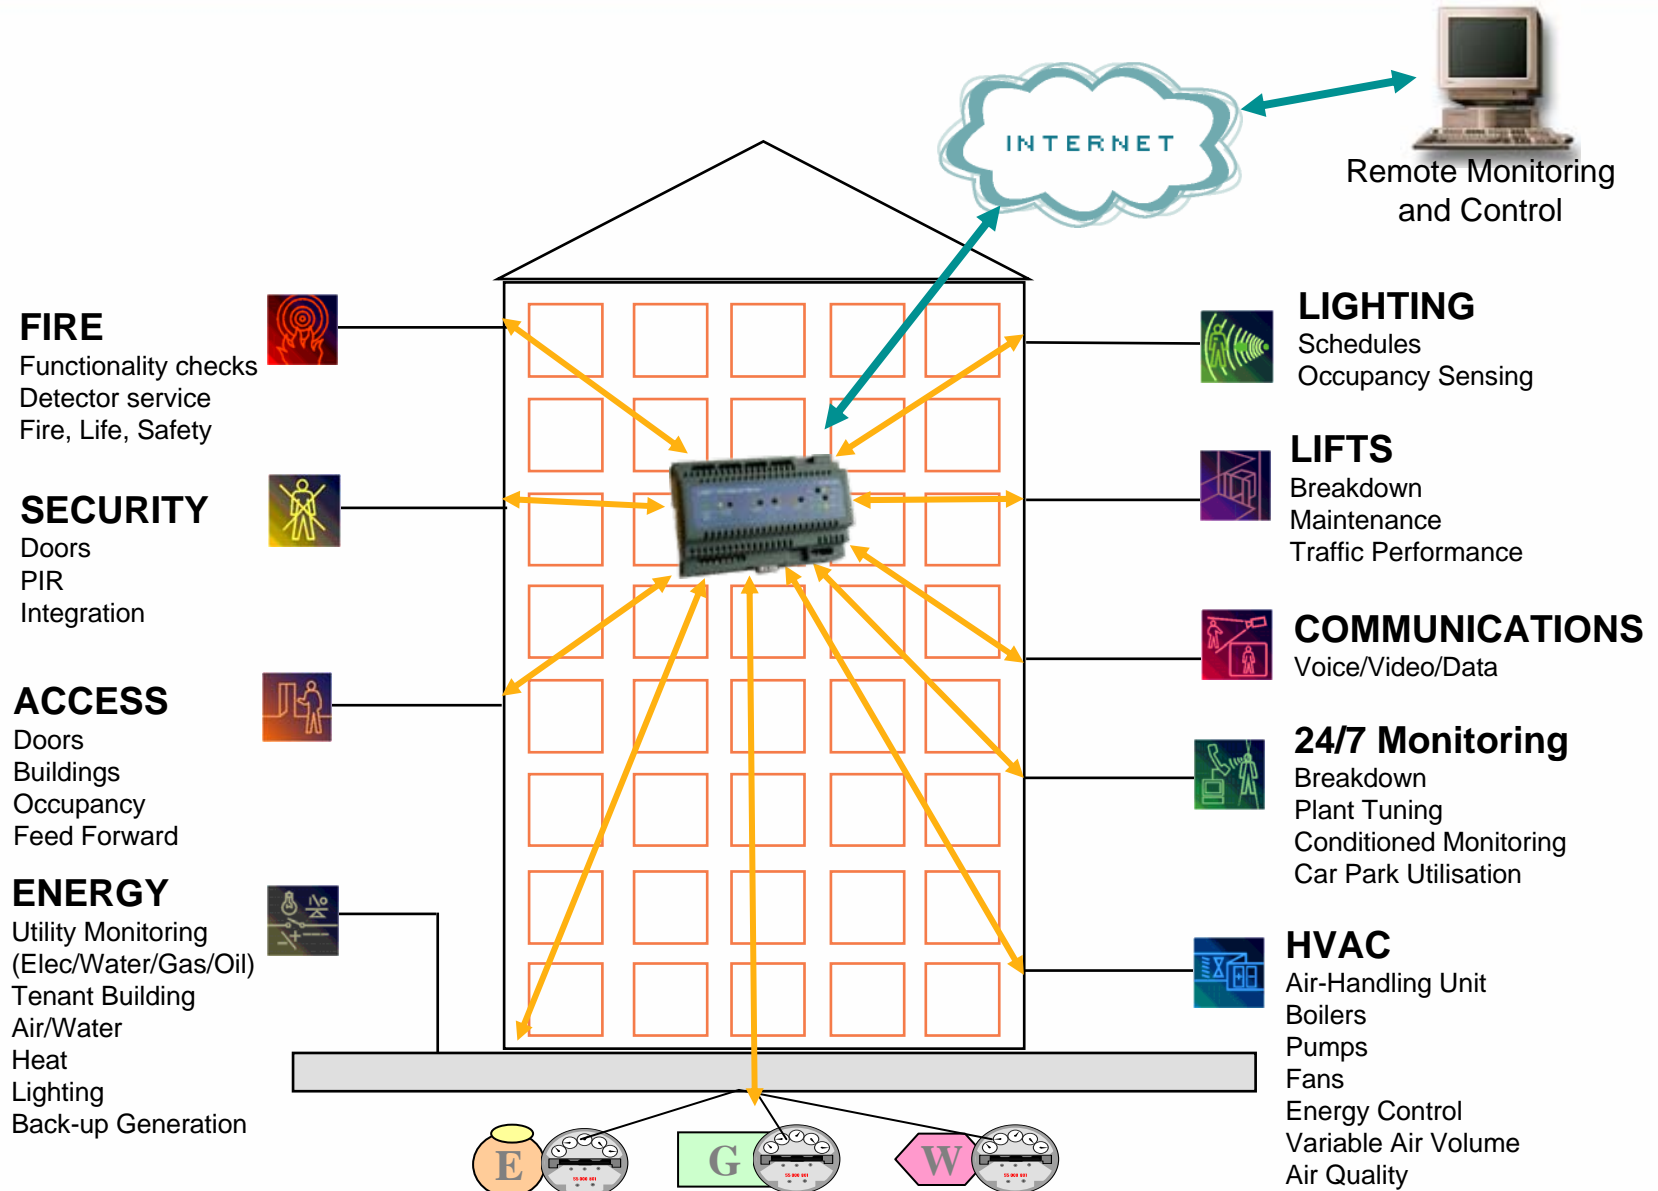 INTERNET
Remote Monitoring
and Control
FIRE
Functionality checks
Detector service
Fire, Life, Safety
SECURITY
Doors
PIR
Integration
ACCESS
Doors
Buildings
Occupancy
Feed Forward
ENERGY
Utility Monitoring
(Elec/Water/Gas/Oil)
Tenant Building
Air/Water
Heat
Lighting
Back-up Generation
LIGHTING
Schedules
Occupancy Sensing
LIFTS
Breakdown
Maintenance
Traffic Performance
COMMUNICATIONS
Voice/Video/Data
24/7 Monitoring
Breakdown
Plant Tuning
Conditioned Monitoring
Car Park Utilisation
HVAC
Air-Handling Unit
Boilers
Pumps
Fans
Energy Control
Variable Air Volume
Air Quality
E
G
W